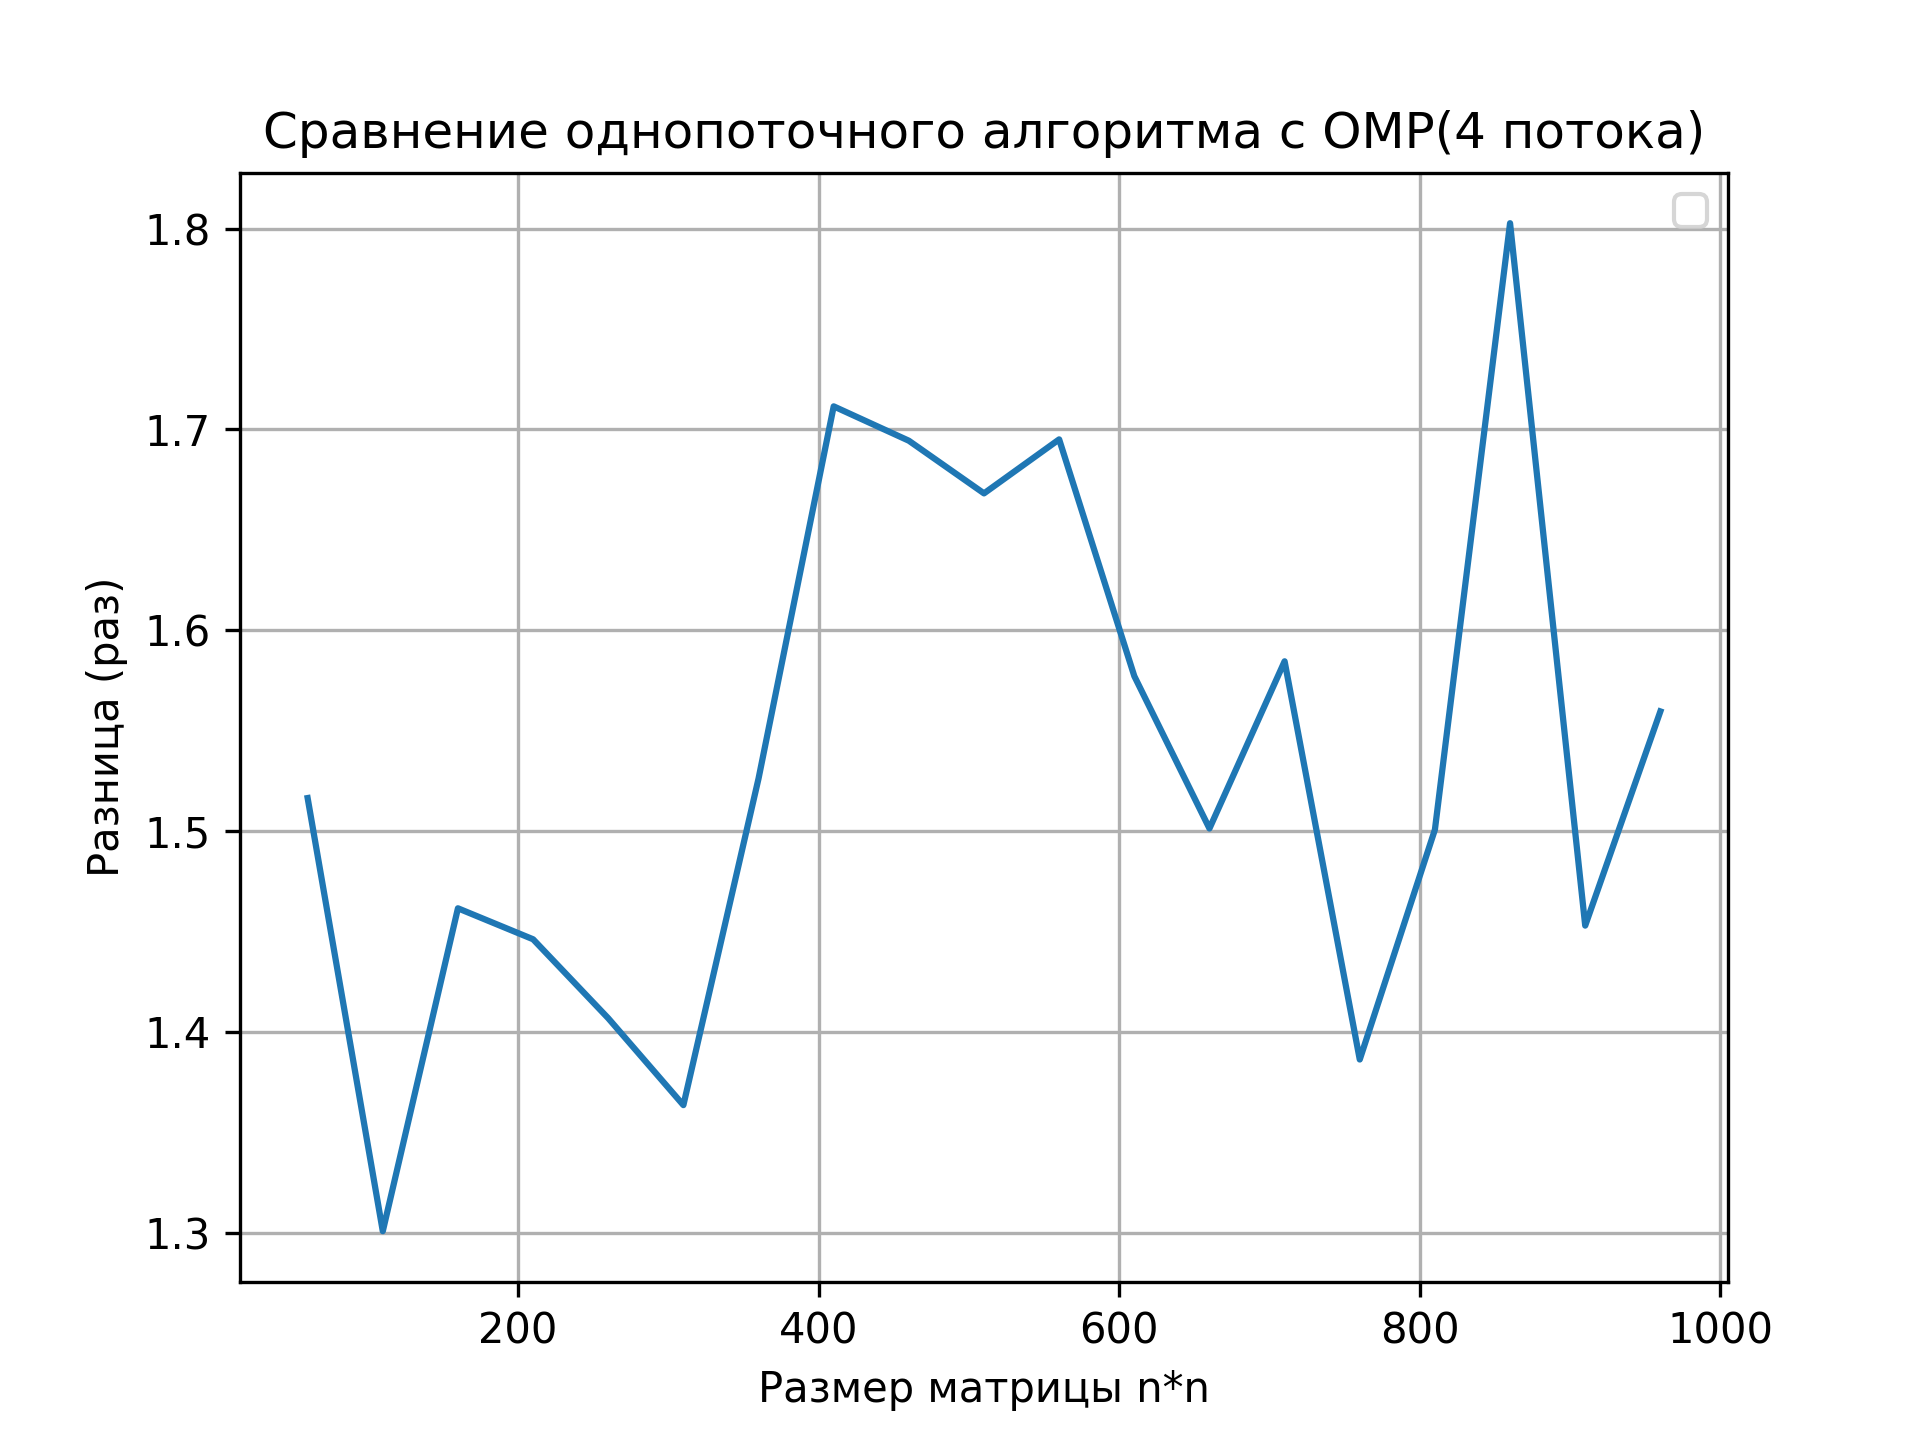 Сравнение однопоточного алгоритма с OMP(4 потока)
1.8
1.7
1.6
1.5
1.4
1.3
Разница (раз)
200 400 600 800 1000
Размер матрицы n*n